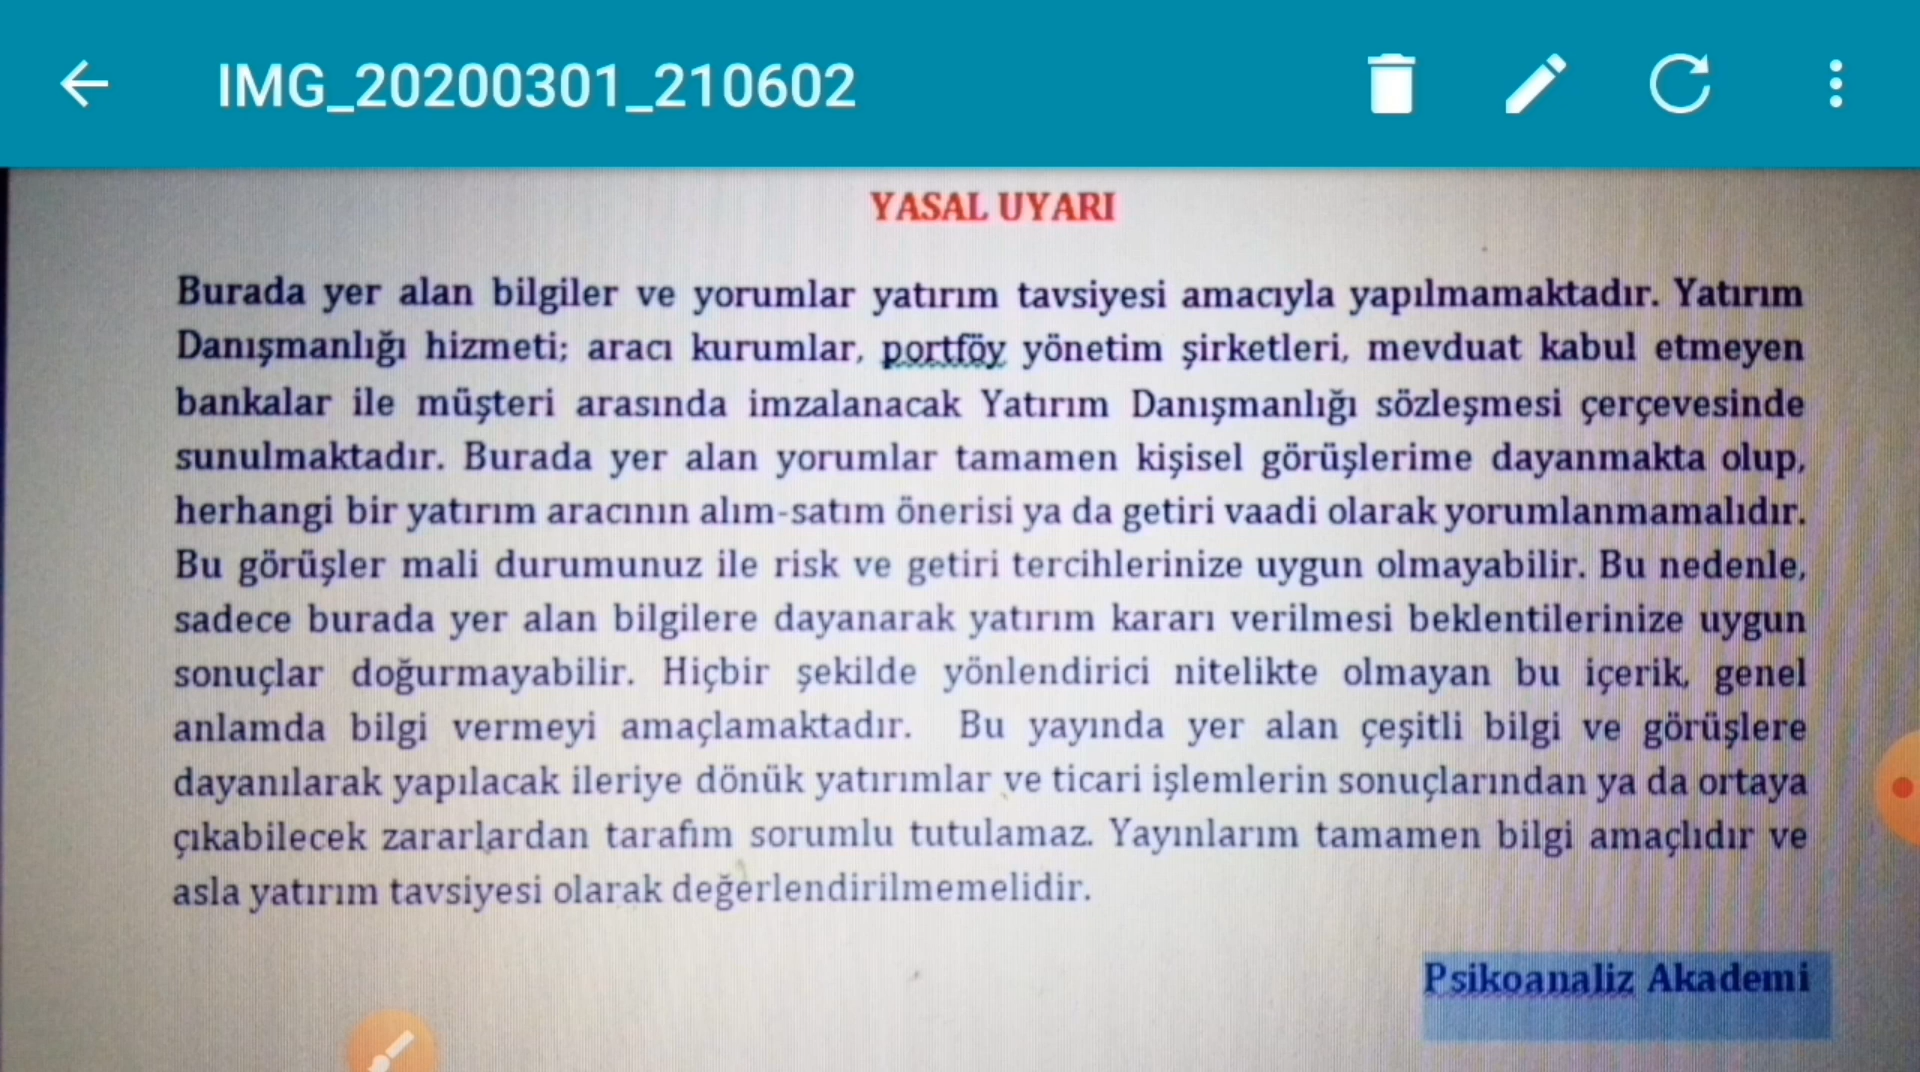 IMG_20200301_210602
YASAL UYARI
Burada yer alan bilgiler ve yorumlar yatırım tavsiyesi amacıyla yapılmamaktadır. Yatırım
Danışmanlığı hizmeti; aracı kurumlar, portföy yönetim şirketleri, mevduat kabul etmeyen
bankalar ile müşteri arasında imzalanacak Yatırım Danışmanlığı sözleşmesi çerçevesinde
sunulmaktadır. Burada yer alan yorumlar tamamen kişisel görüşlerime dayanmakta olup,
herhangi bir yatırım aracının alım-satım önerisi ya da getiri vaadi olarak yorumlanmamalıdır.
Bu görüşler mali durumunuz ile risk ve getiri tercihlerinize uygun olmayabilir. Bu nedenle,
sadece burada yer alan bilgilere dayanarak yatırım kararı verilmesi beklentilerinize uygun
sonuçlar doğurmayabilir. Hiçbir şekilde yönlendirici nitelikte olmayan bu içerik, genel
anlamda bilgi vermeyi amaçlamaktadır. Bu yayında yer alan çeşitli bilgi ve görüşlere
dayanılarak yapılacak ileriye dönük yatırımlar ve ticari işlemlerin sonuçlarından ya da ortaya
çıkabilecek zararlardan tarafım sorumlu tutulamaz. Yayınlarım tamamen bilgi amaçlıdır ve
asla yatırım tavsiyesi olarak değerlendirilmemelidir.
Psikoanaliz Akademi